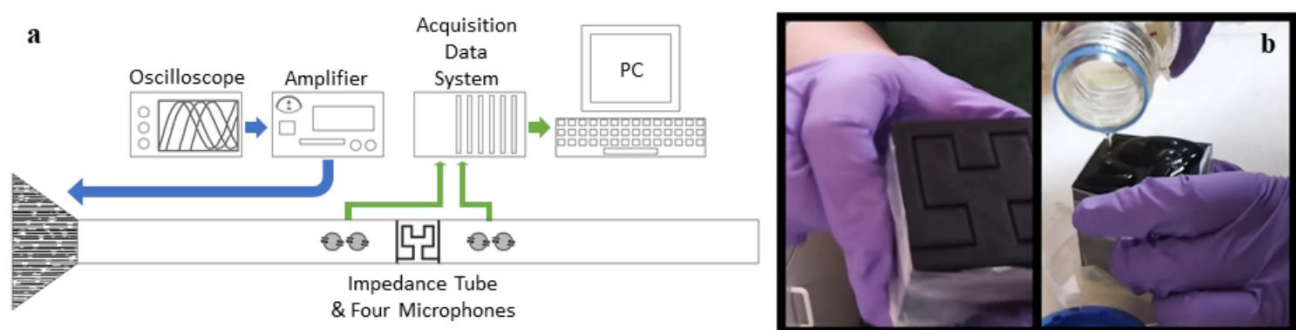 a
Oscilloscope
Amplifier
Acquisition
Data
System
PC
Impedance Tube
& Four Microphones
b